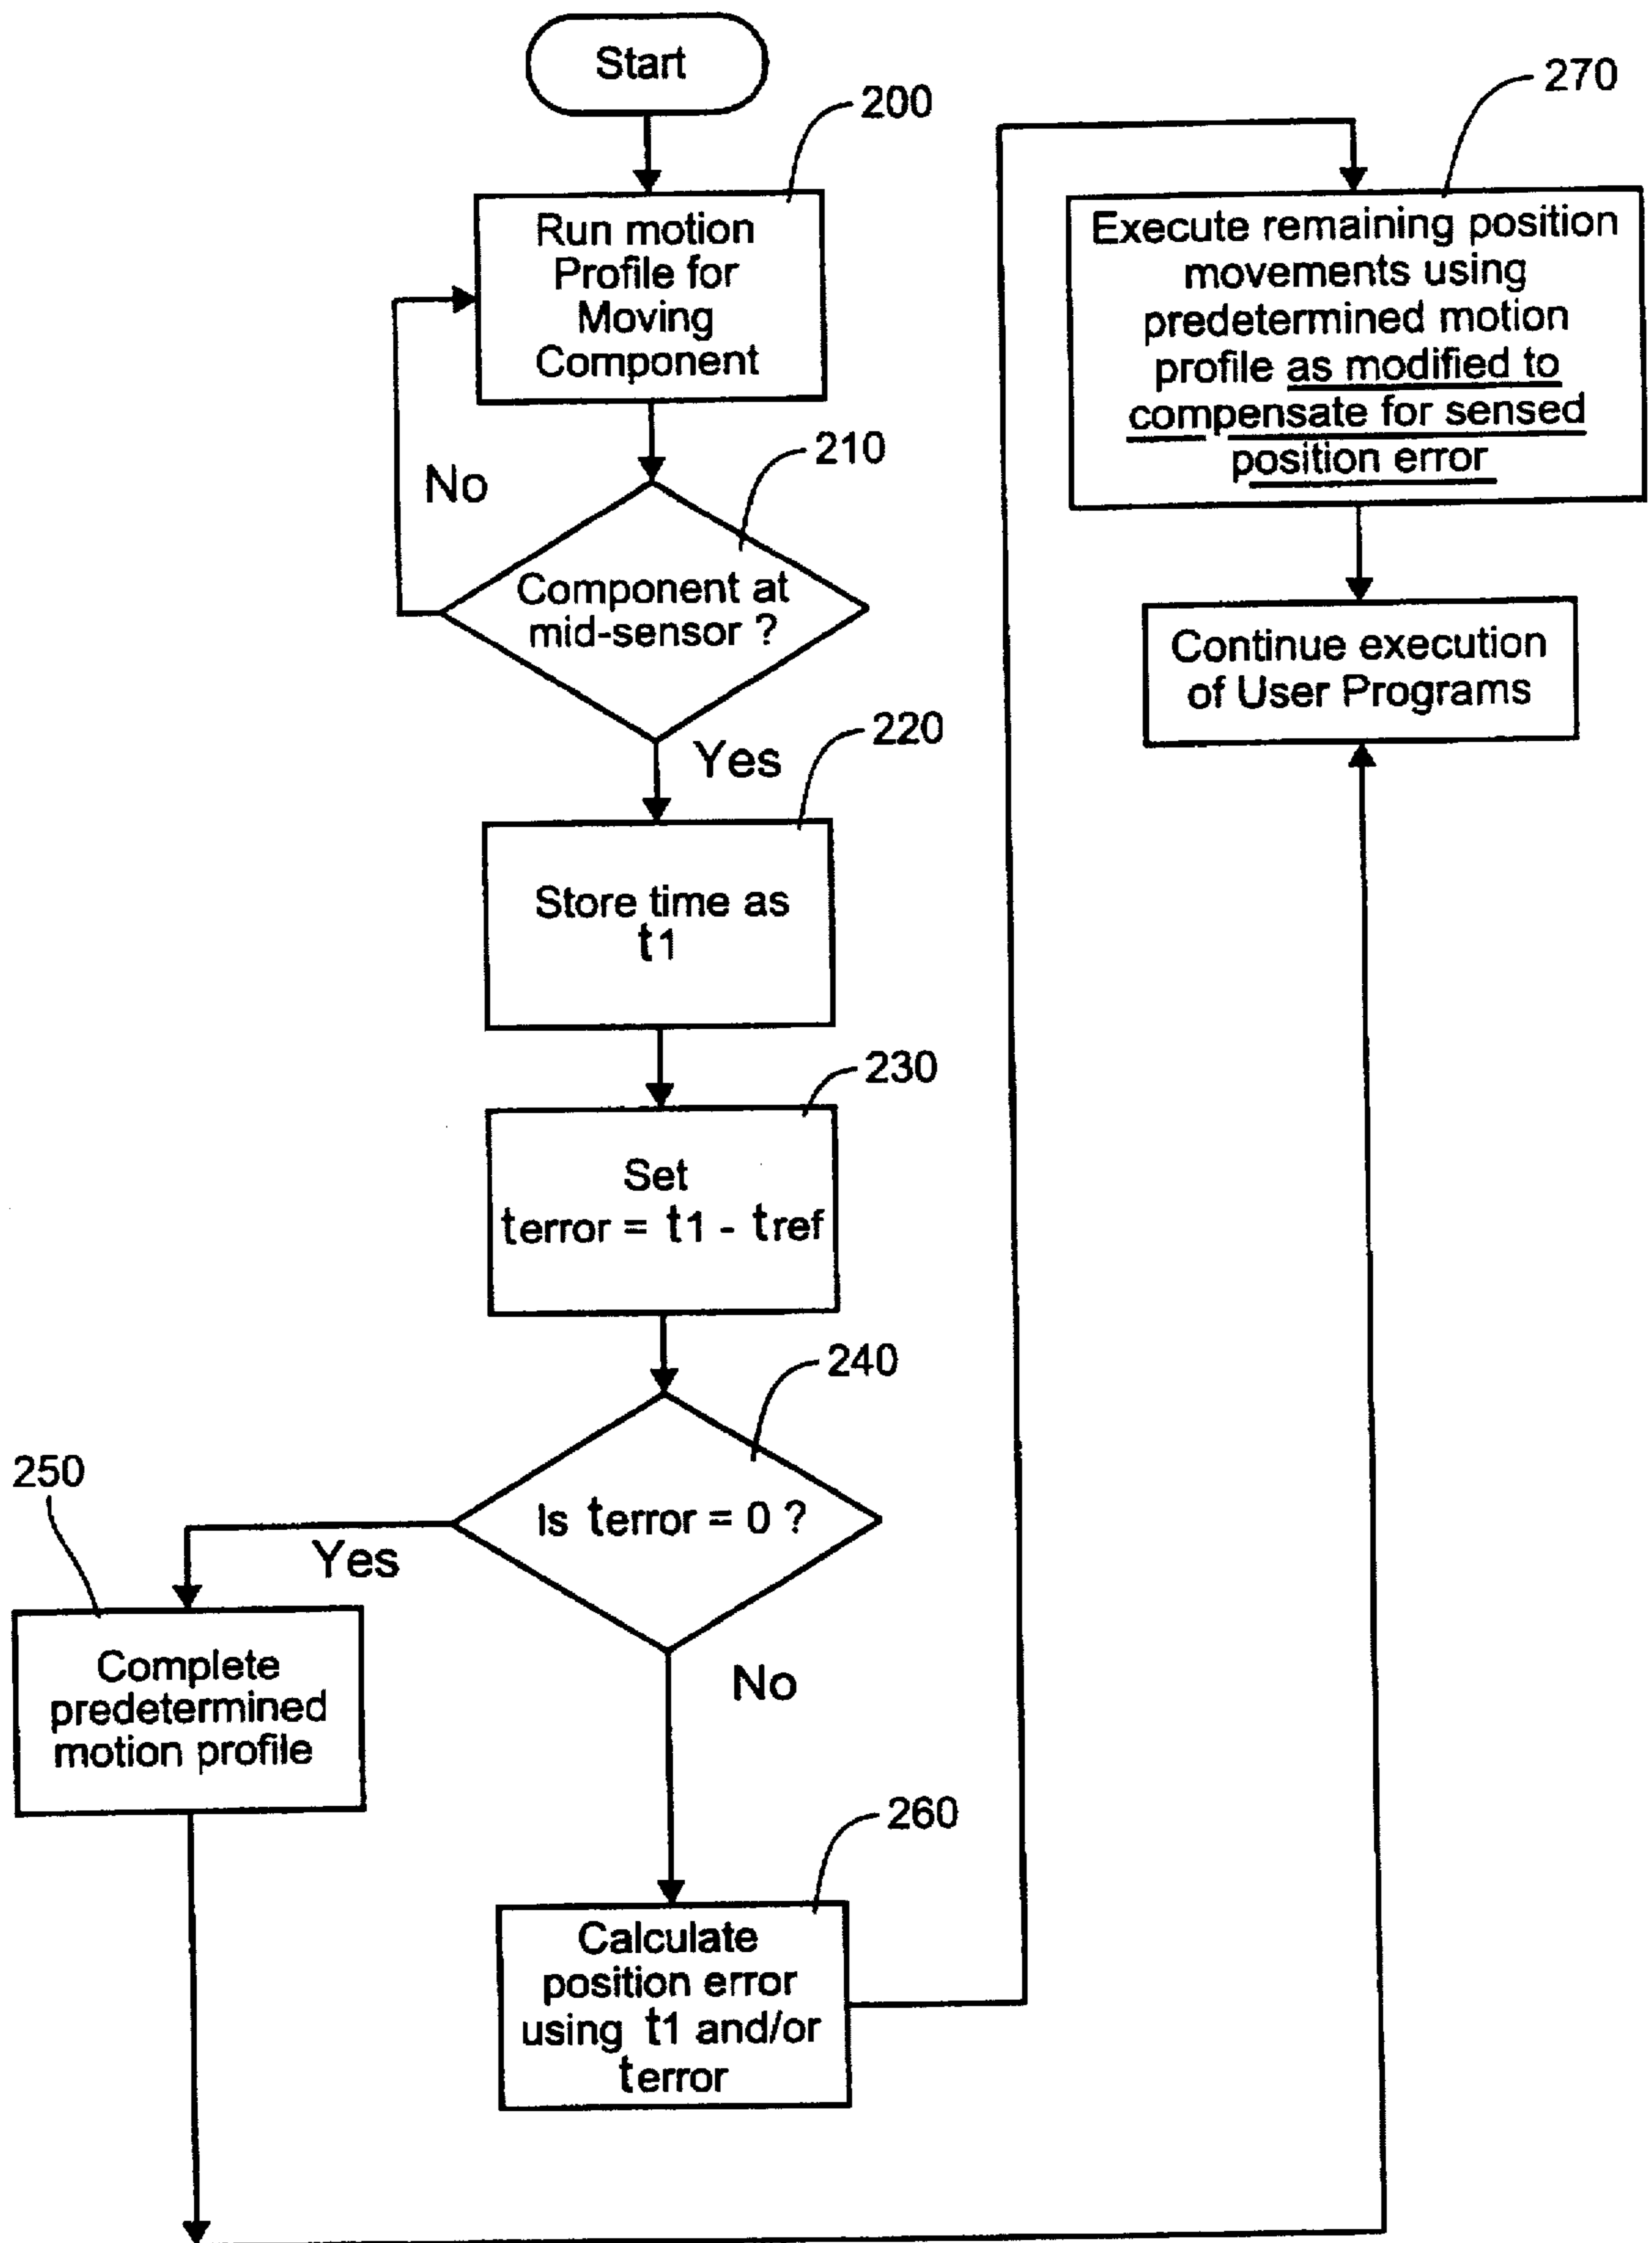 Start
200
Run motion
Profile for
Moving
Component
No
210
Component at
mid-sensor ?
Yes
220
Store time as
t1
230
Set
terror = t1 - tref
240
Is terror = 0 ?
Yes
250
Complete
predetermined
motion profile
No
260
Calculate
position error
using t1 and/or
terror
270
Execute remaining position
movements using
predetermined motion
profile as modified to
compensate for sensed
position error
Continue execution
of User Programs